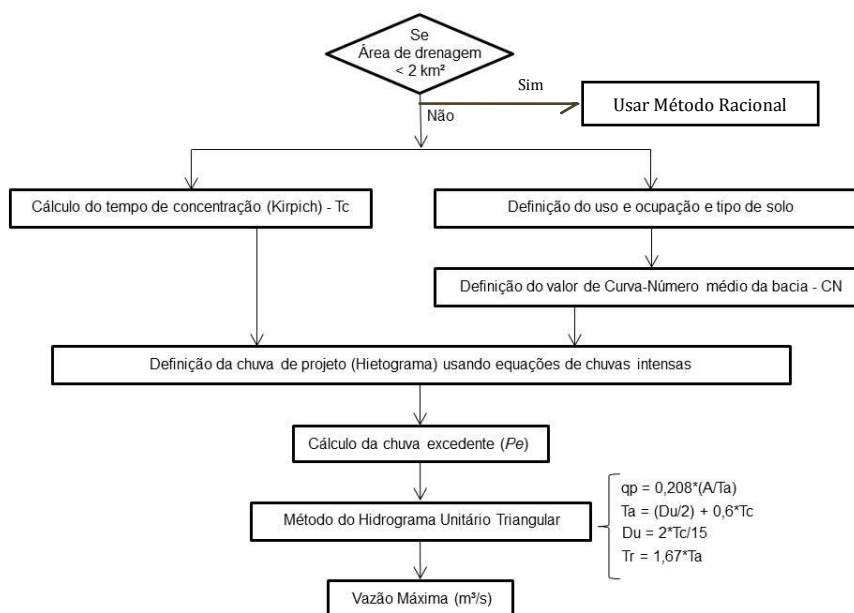 Se
Área de drenagem
< 2 km²
Sim
Usar Método Racional
Não
Cálculo do tempo de concentração (Kirpich) - Tc
Definição do uso e ocupação e tipo de solo
Definição do valor de Curva-Número médio da bacia - CN
Definição da chuva de projeto (Hietograma) usando equações de chuvas intensas
Cálculo da chuva excedente (Pe)
Método do Hidrograma Unitário Triangular
qp = 0,208*(A/Ta)
Ta = (Du/2) + 0,6*Tc
Du = 2*Tc/15
Tr = 1,67*Ta
Vazão Máxima (m³/s)